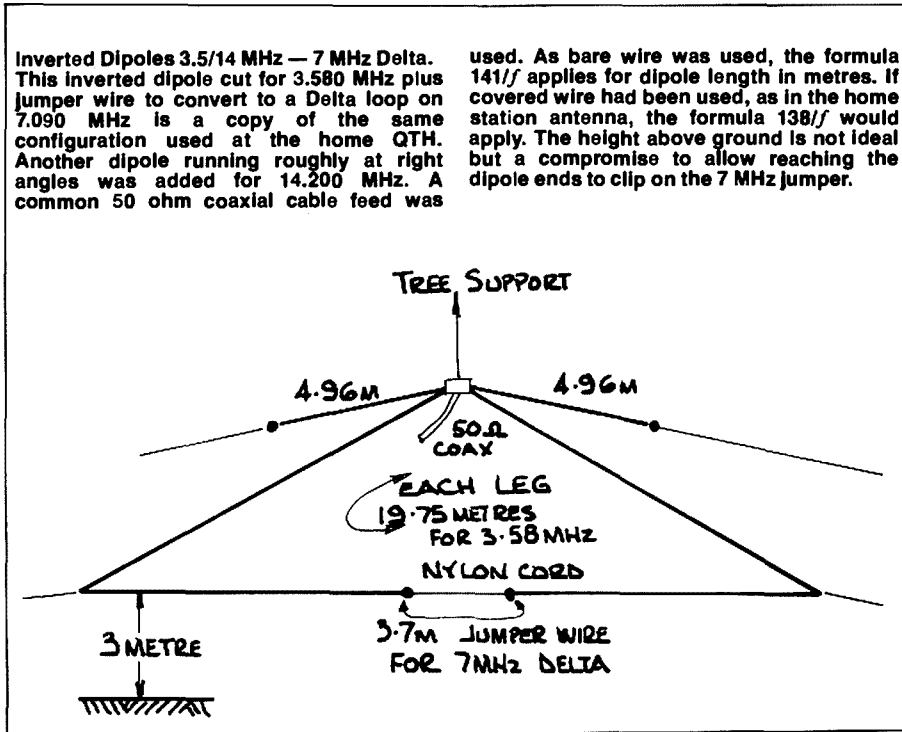 Inverted Dipoles 3.5/14 MHz — 7 MHz Delta.
This inverted dipole cut for 3.580 MHz plus
jumper wire to convert to a Delta loop on
7.090 MHz is a copy of the same
configuration used at the home QTH.
Another dipole running roughly at right
angles was added for 14.200 MHz. A
common 50 ohm coaxial cable feed was
used. As bare wire was used, the formula
141/f applies for dipole length in metres. If
covered wire had been used, as in the home
station antenna, the formula 138/f would
apply. The height above ground is not ideal
but a compromise to allow reaching the
dipole ends to clip on the 7 MHz jumper.
TREE SUPPORT
4.96M
4.96M
50Ω
COAX
EACH LEG
19.75 METRES
FOR 3.58MHZ
NYLON CORD
3 METRE
3.7M JUMPER WIRE
FOR 7MHZ DELTA